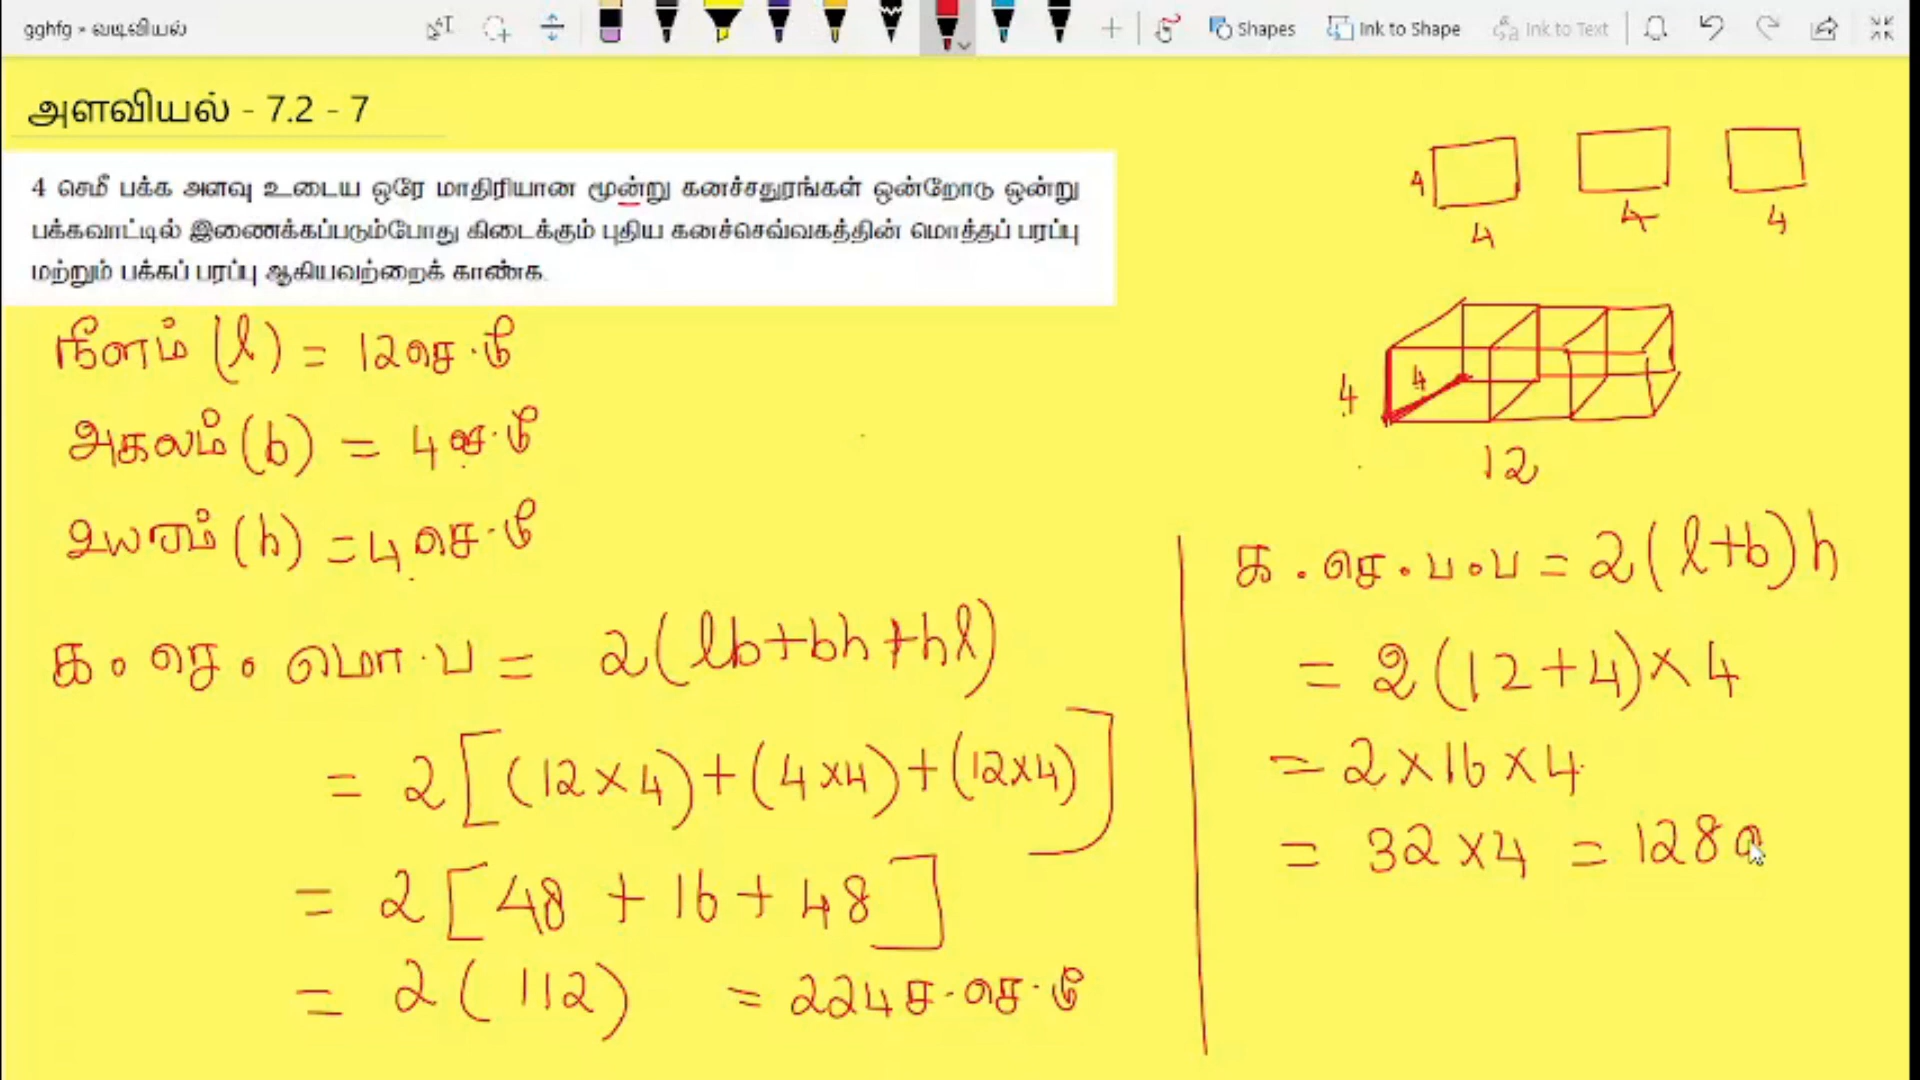 gghfg - வடிவியல்
Shapes
Ink to Shape
Ink to Text
அளவியல் - 7.2 - 7
4 செமீ பக்க அளவு உடைய ஒரே மாதிரியான மூன்று கனச்சதுரங்கள் ஒன்றோடு ஒன்று
பக்கவாட்டில் இணைக்கப்படும்போது கிடைக்கும் புதிய கனச்செவ்வகத்தின் மொத்தப் பரப்பு
மற்றும் பக்கப் பரப்பு ஆகியவற்றைக் காண்க.
4
4
4
4
நீளம் (l) = 12 செ.மீ
அகலம் (b) = 4 செ.மீ
உயரம் (h) = 4 செ.மீ
4
4
12
க.செ.மொ.ப = 2(lb+bh+hl)
= 2[(12×4)+(4×4)+(12×4)]
= 2[48 + 16 + 48]
= 2(112) = 224 ச.செ.மீ
க.செ.ப.ப = 2(l+b)h
= 2(12+4)×4
= 2×16×4
= 32×4 = 128